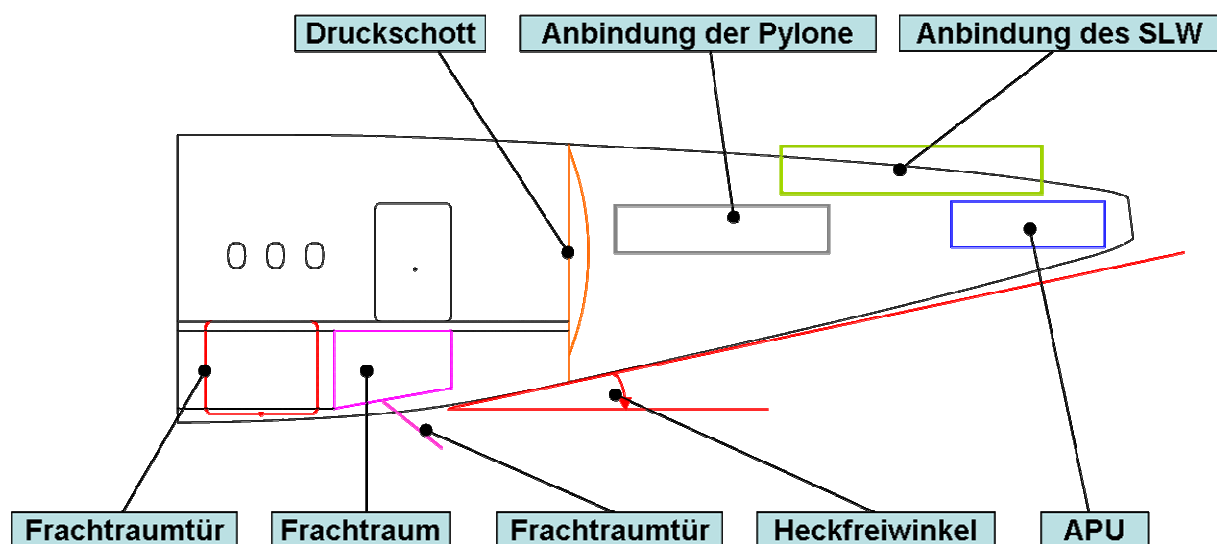 Druckschott
Anbindung der Pylone
Anbindung des SLW
Frachtraumtür
Frachtraum
Frachtraumtür
Heckfreiwinkel
APU